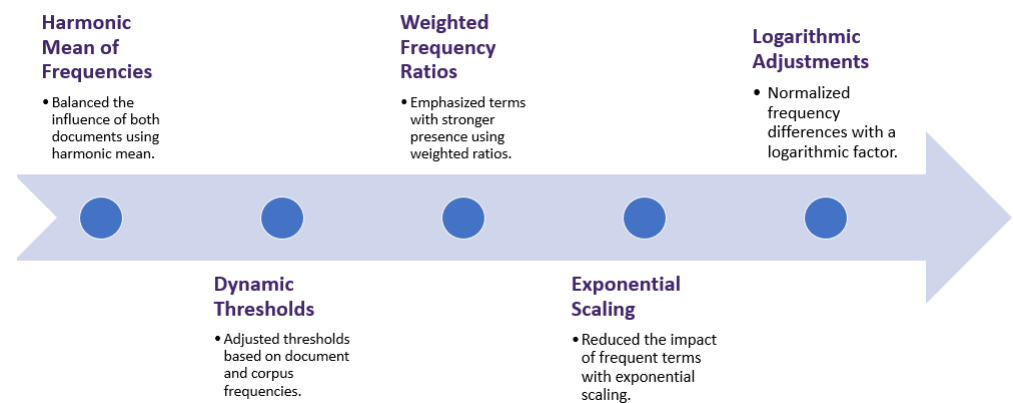 Harmonic
Mean of
Frequencies
• Balanced the
influence of both
documents using
harmonic mean.
Dynamic
Thresholds
• Adjusted thresholds
based on document
and corpus
frequencies.
Weighted
Frequency
Ratios
• Emphasized terms
with stronger
presence using
weighted ratios.
Exponential
Scaling
• Reduced the impact
of frequent terms
with exponential
scaling.
Logarithmic
Adjustments
• Normalized
frequency
differences with a
logarithmic factor.